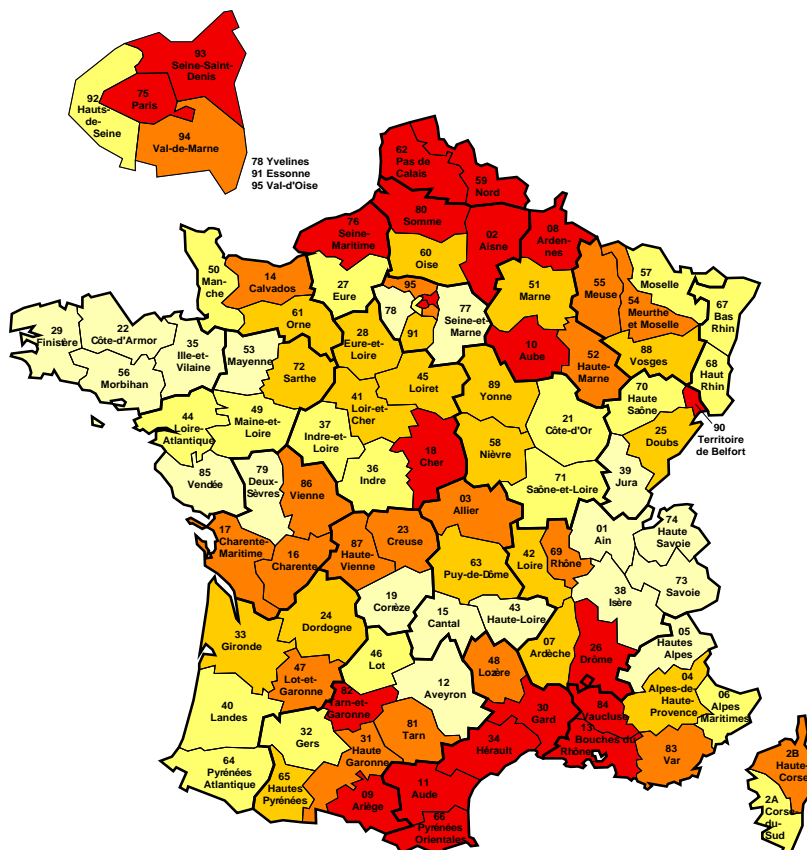 93
Seine-Saint-
Denis
75
Paris
92
Hauts-
de-
Seine
94
Val-de-Marne
78 Yvelines
91 Essonne
95 Val-d'Oise
62
Pas de
Calais
59
Nord
80
Somme
76
Seine-
Maritime
02
Aisne
08
Arden-
nes
60
Oise
50
Man-
che
14
Calvados
27
Eure
95
78
91
77
Seine-et-
Marne
51
Marne
55
Meuse
57
Moselle
54
Meurthe
et Moselle
67
Bas
Rhin
61
Orne
28
Eure-et-
Loire
10
Aube
52
Haute-
Marne
88
Vosges
68
Haut
Rhin
29
Finistère
22
Côte-d'Armor
35
Ille-et-
Vilaine
56
Morbihan
53
Mayenne
72
Sarthe
45
Loiret
89
Yonne
70
Haute
Saône
90
Territoire
de Belfort
44
Loire-
Atlantique
49
Maine-et-
Loire
37
Indre-et-
Loire
41
Loir-et-
Cher
18
Cher
58
Nièvre
21
Côte-d'Or
25
Doubs
85
Vendée
79
Deux-
Sèvres
86
Vienne
36
Indre
71
Saône-et-Loire
39
Jura
03
Allier
17
Charente-
Maritime
16
Charente
87
Haute-
Vienne
23
Creuse
63
Puy-de-Dôme
42
Loire
69
Rhône
01
Ain
74
Haute
Savoie
73
Savoie
38
Isère
19
Corrèze
15
Cantal
43
Haute-Loire
24
Dordogne
33
Gironde
46
Lot
12
Aveyron
48
Lozère
07
Ardèche
26
Drôme
05
Hautes
Alpes
47
Lot-et-
Garonne
82
Tarn-et-
Garonne
40
Landes
32
Gers
31
Haute
Garonne
81
Tarn
30
Gard
84
Vaucluse
04
Alpes-de-
Haute-
Provence
06
Alpes
Maritimes
34
Hérault
13
Bouches du
Rhône
83
Var
64
Pyrénées
Atlantique
65
Hautes
Pyrénées
09
Ariège
11
Aude
66
Pyrénées
Orientales
2B
Haute-
Corse
2A
Corse-
du-
Sud